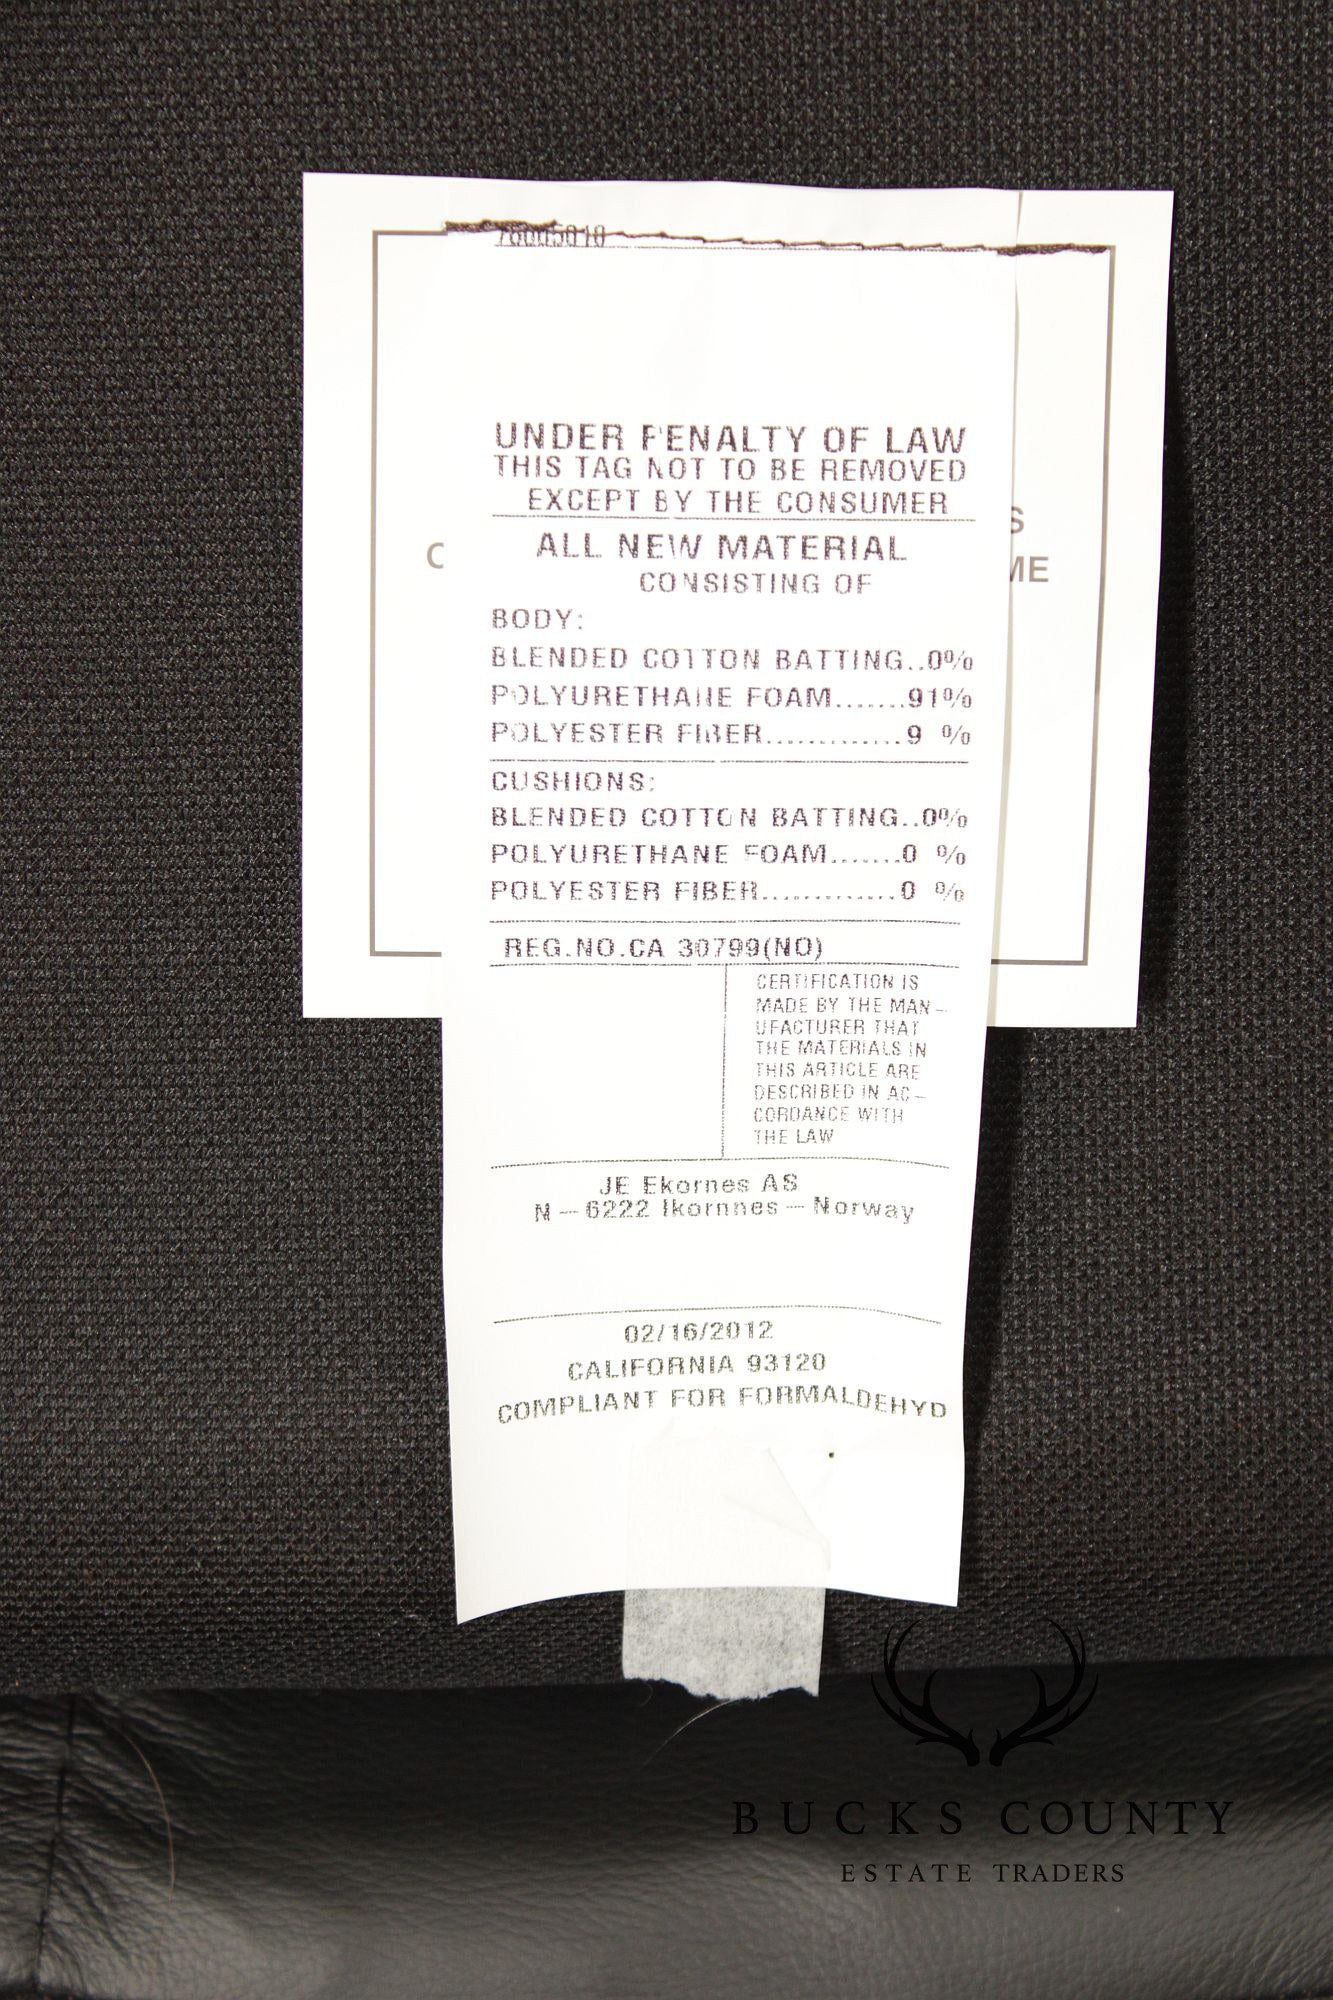 UNDER PENALTY OF LAW
THIS TAG NOT TO BE REMOVED
EXCEPT BY THE CONSUMER
ALL NEW MATERIAL
CONSISTING OF
BODY:
BLENDED COTTON BATTING..0%
POLYURETHANE FOAM.......91%
POLYESTER FIBER.............9 %
CUSHIONS:
BLENDED COTTON BATTING..0%
POLYURETHANE FOAM.......0 %
POLYESTER FIBER.............0 %
REG.NO.CA 30799(NO)
CERTIFICATION IS
MADE BY THE MAN-
UFACTURER THAT
THE MATERIALS IN
THIS ARTICLE ARE
DESCRIBED IN AC-
CORDANCE WITH
THE LAW
JE Ekornes AS
N - 6222 Ikornnes - Norway
02/16/2012
CALIFORNIA 93120
COMPLIANT FOR FORMALDEHYD
BUCKS COUNTY
ESTATE TRADERS